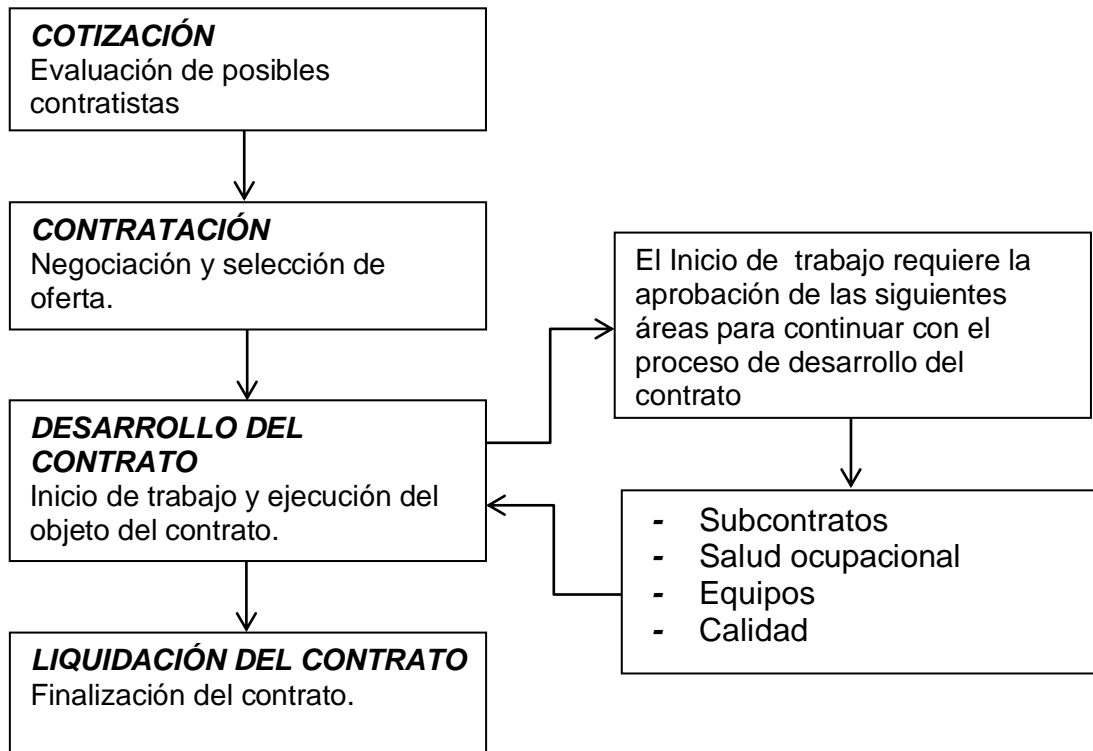 COTIZACIÓN
Evaluación de posibles
contratistas
CONTRATACIÓN
Negociación y selección de
oferta.
DESARROLLO DEL
CONTRATO
Inicio de trabajo y ejecución del
objeto del contrato.
LIQUIDACIÓN DEL CONTRATO
Finalización del contrato.
El Inicio de  trabajo requiere la
aprobación de las siguientes
áreas para continuar con el
proceso de desarrollo del
contrato
- Subcontratos
- Salud ocupacional
- Equipos
- Calidad